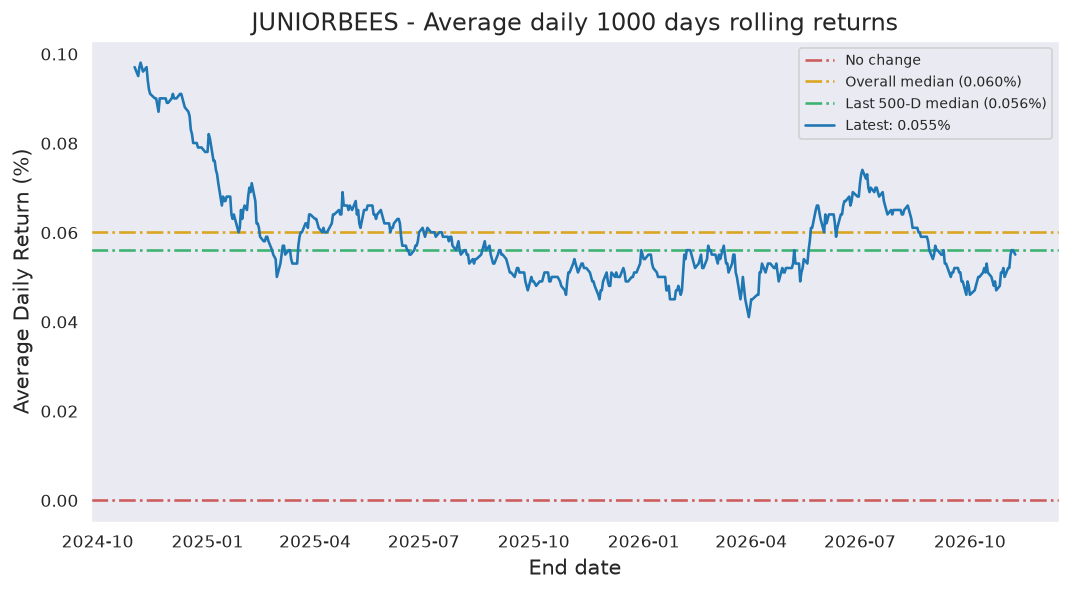 JUNIORBEES - Average daily 1000 days rolling returns
No change
Overall median (0.060%)
Last 500-D median (0.056%)
Latest: 0.055%
Average Daily Return (%)
0.10
0.08
0.06
0.04
0.02
0.00
2024-10 2025-01 2025-04 2025-07 2025-10 2026-01 2026-04 2026-07 2026-10
End date